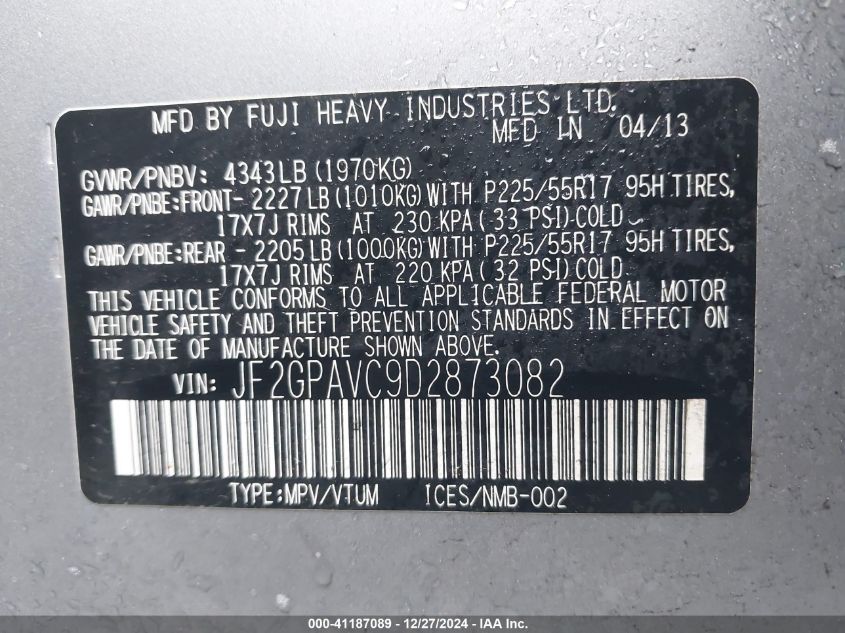 MFD BY FUJI HEAVY INDUSTRIES LTD.
MFD IN 04/13
GVWR/PNBV: 4343LB (1970KG)
GAWR/PNBE:FRONT- 2227LB(1010KG)WITH P225/55R17 95H TIRES,
17X7J RIMS AT 230 KPA(33 PSI)COLD
GAWR/PNBE:REAR - 2205LB(1000KG)WITH P225/55R17 95H TIRES,
17X7J RIMS AT 220 KPA(32 PSI)COLD
THIS VEHICLE CONFORMS TO ALL APPLICABLE FEDERAL MOTOR
VEHICLE SAFETY AND THEFT PREVENTION STANDARDS IN EFFECT ON
THE DATE OF MANUFACTURE SHOWN ABOVE.
VIN: JF2GPAVC9D2873082
TYPE:MPV/VTUM ICES/NMB-002
000-41187089 - 12/27/2024 - IAA Inc.